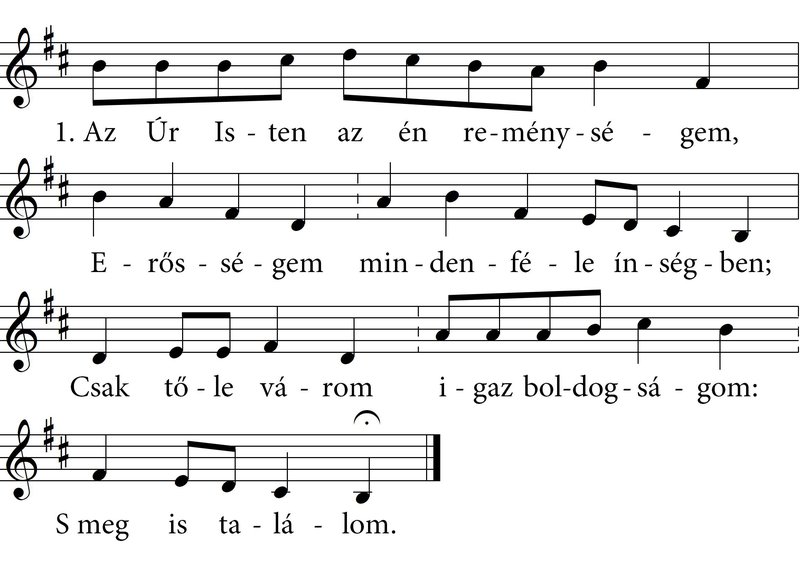 1. Az Úr Is - ten az én re - mény - sé - gem,
E - rős - sé - gem min - den - fé - le ín - ség - ben;
Csak tő - le vá - rom i - gaz bol - dog - sá - gom:
S meg is ta - lá - lom.